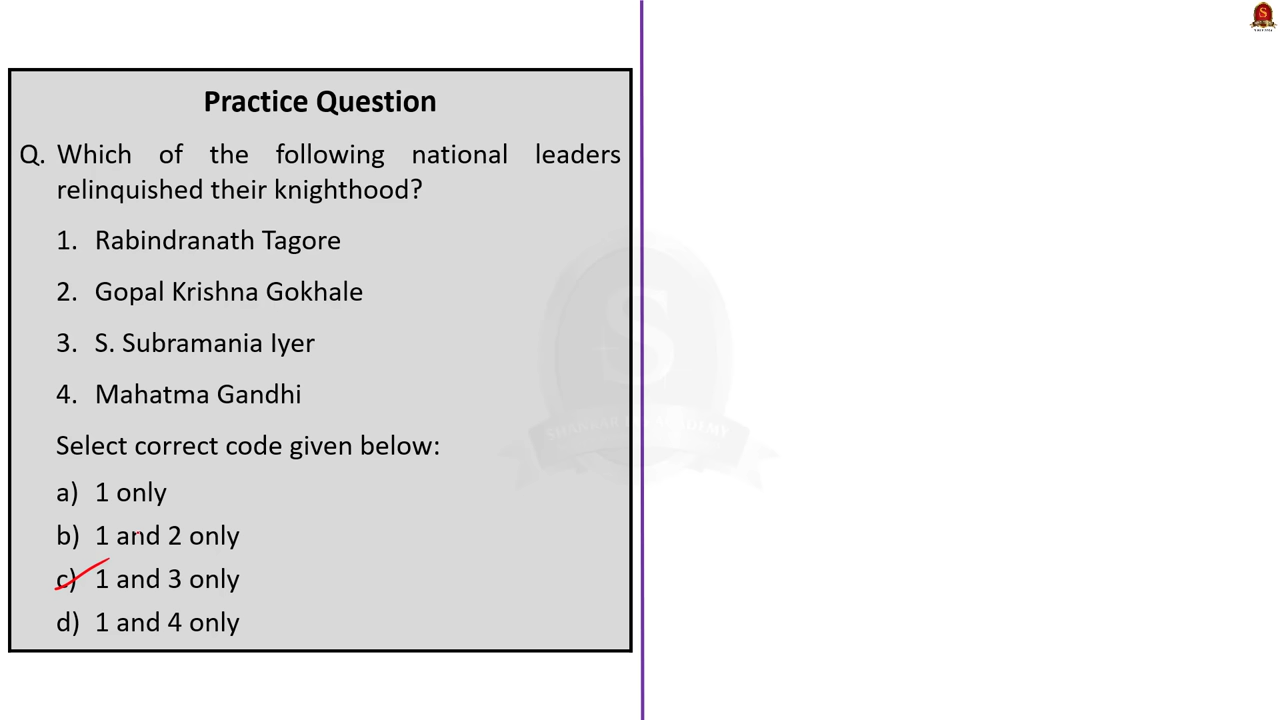 Practice Question
Q. Which of the following national leaders
relinquished their knighthood?
1. Rabindranath Tagore
2. Gopal Krishna Gokhale
3. S. Subramania Iyer
4. Mahatma Gandhi
Select correct code given below:
a) 1 only
b) 1 and 2 only
c) 1 and 3 only
d) 1 and 4 only